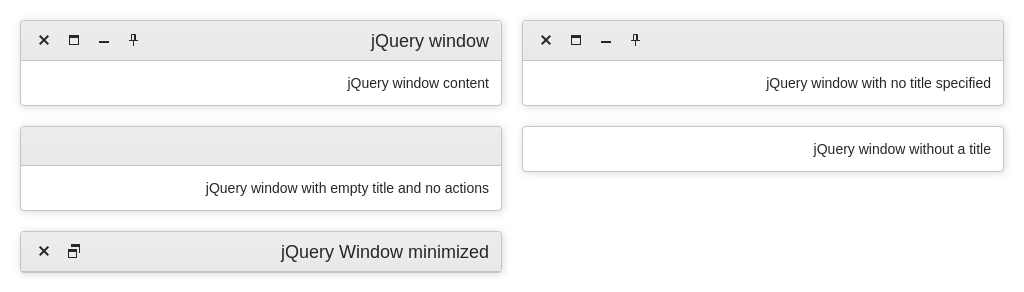 jQuery window
jQuery window content
jQuery window with no title specified
jQuery window with empty title and no actions
jQuery window without a title
jQuery Window minimized